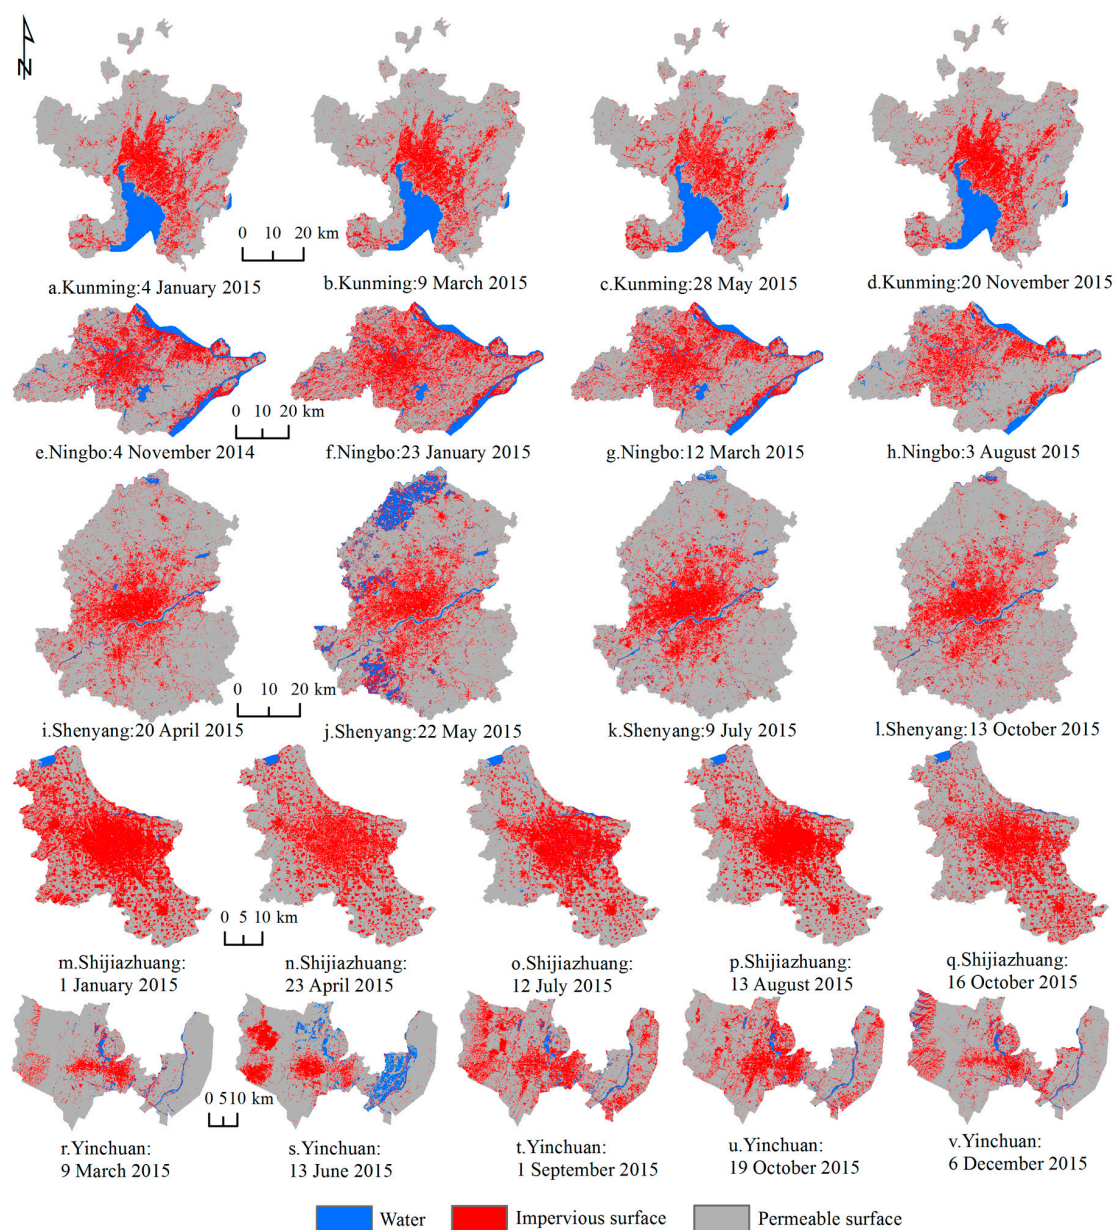 N
0 10 20 km
a.Kunming:4 January 2015
b.Kunming:9 March 2015
c.Kunming:28 May 2015
d.Kunming:20 November 2015
0 10 20 km
e.Ningbo:4 November 2014
f.Ningbo:23 January 2015
g.Ningbo:12 March 2015
h.Ningbo:3 August 2015
0 10 20 km
i.Shenyang:20 April 2015
j.Shenyang:22 May 2015
k.Shenyang:9 July 2015
l.Shenyang:13 October 2015
0 5 10 km
m.Shijiazhuang:
1 January 2015
n.Shijiazhuang:
23 April 2015
o.Shijiazhuang:
12 July 2015
p.Shijiazhuang:
13 August 2015
q.Shijiazhuang:
16 October 2015
0 510 km
r.Yinchuan:
9 March 2015
s.Yinchuan:
13 June 2015
t.Yinchuan:
1 September 2015
u.Yinchuan:
19 October 2015
v.Yinchuan:
6 December 2015
Water
Impervious surface
Permeable surface